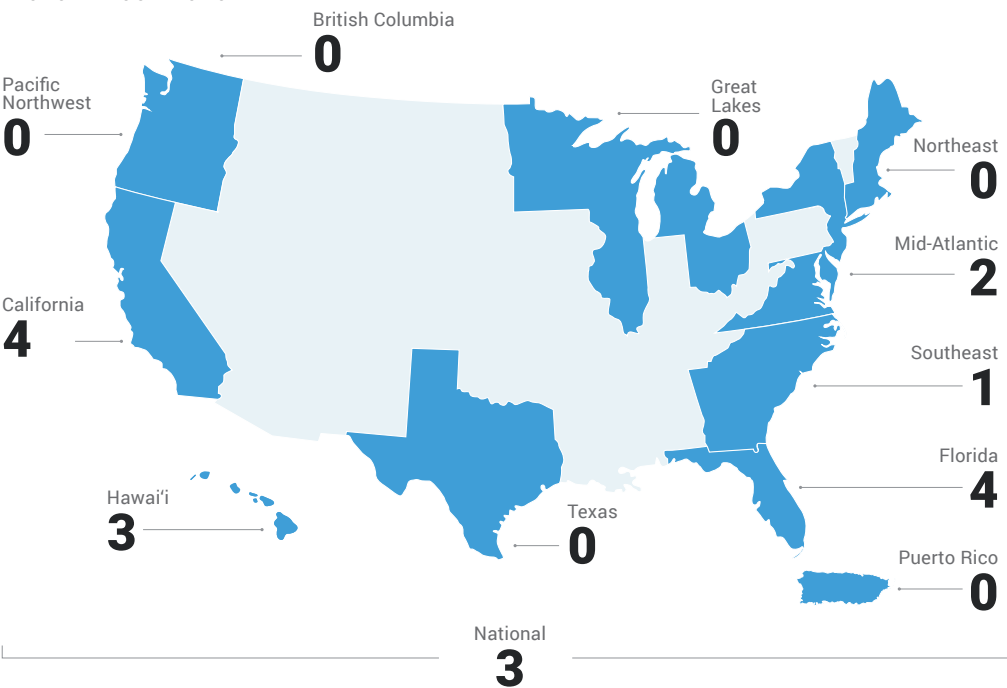 British Columbia
0
Pacific
Northwest
0
Great
Lakes
0
Northeast
0
Mid-Atlantic
2
California
4
Southeast
1
Florida
4
Hawaiʻi
3
Texas
0
Puerto Rico
0
National
3